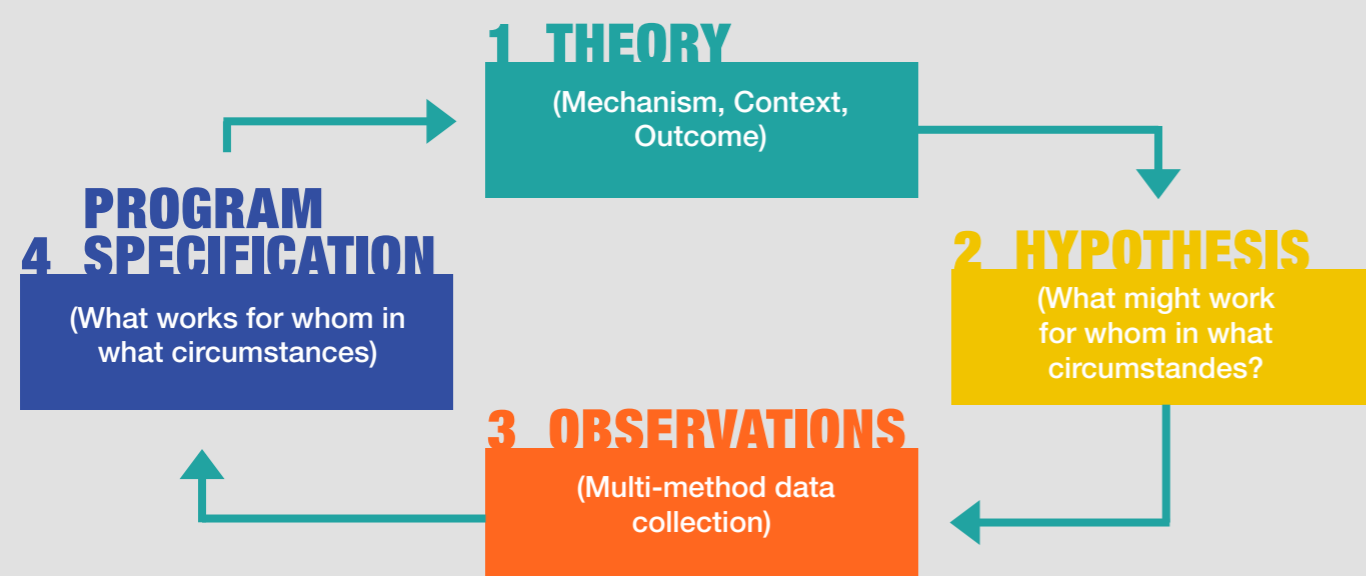 1 THEORY
(Mechanism, Context,
Outcome)
2 HYPOTHESIS
(What might work
for whom in what
circumstandes?
3 OBSERVATIONS
(Multi-method data
collection)
PROGRAM
4 SPECIFICATION
(What works for whom in
what circumstances)